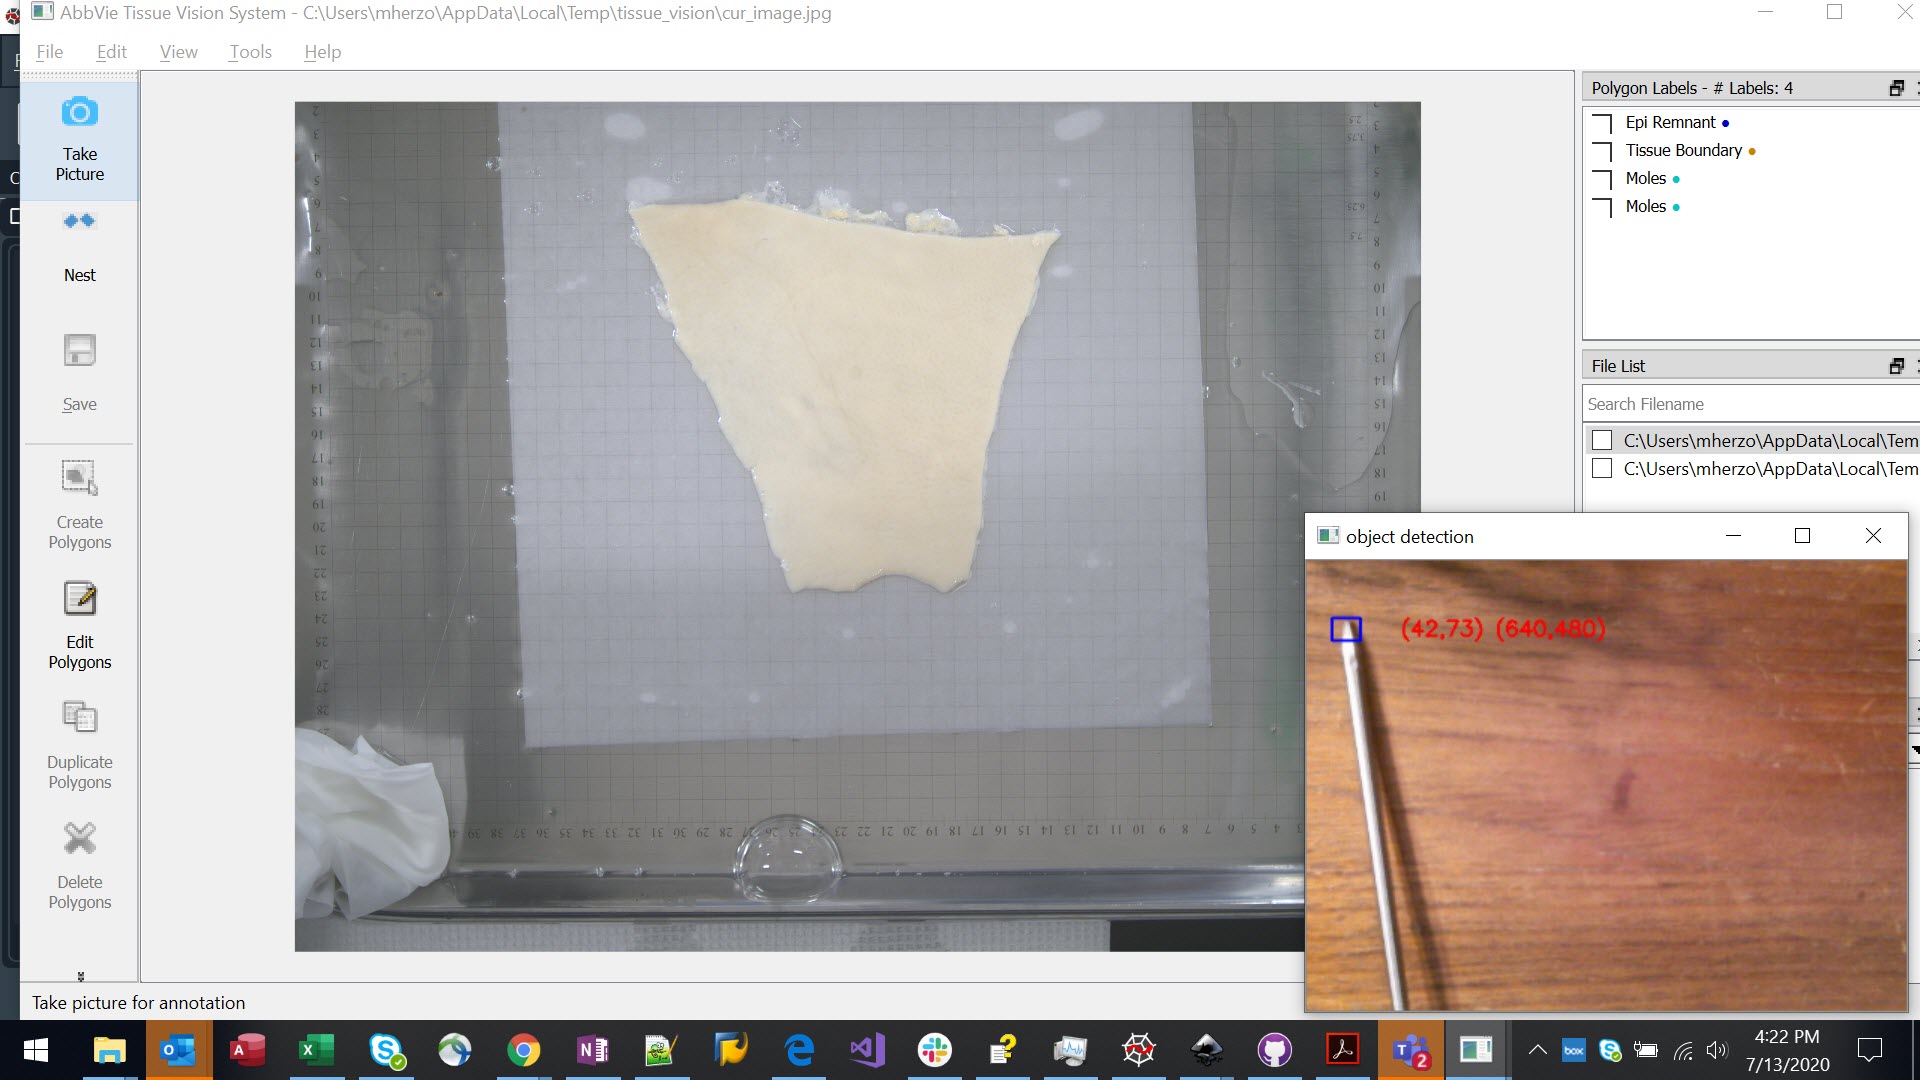 AbbVie Tissue Vision System - C:\Users\mherzo\AppData\Local\Temp\tissue_vision\cur_image.jpg
File Edit View Tools Help
Take
Picture
Nest
Save
Create
Polygons
Edit
Polygons
Duplicate
Polygons
Delete
Polygons
Take picture for annotation
Polygon Labels - # Labels: 4
Epi Remnant
Tissue Boundary
Moles
Moles
File List
Search Filename
C:\Users\mherzo\AppData\Local\Tem
C:\Users\mherzo\AppData\Local\Tem
object detection
(42,73) (640,480)
box
2
4:22 PM
7/13/2020